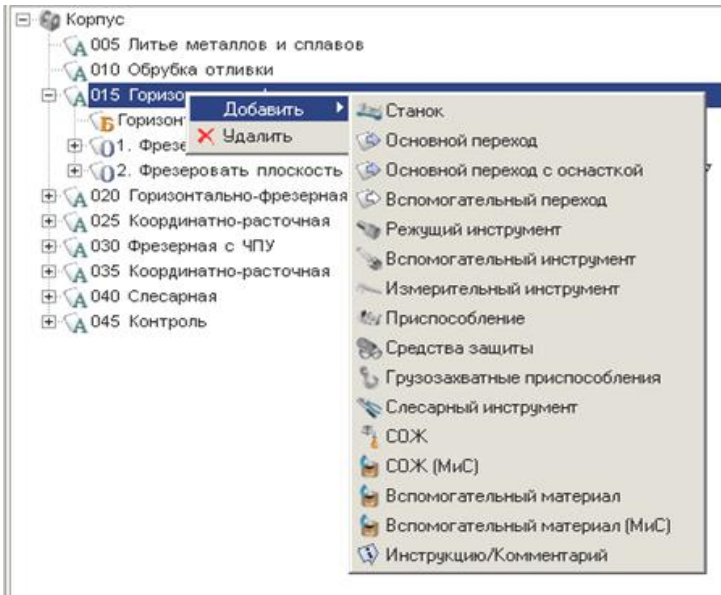 Корпус
005 Литье металлов и сплавов
010 Обрубка отливки
015
Добавить
Удалить
1.
2. Фрезеровать плоскость
020 Горизонтально-фрезерная
025 Координатно-расточная
030 Фрезерная с ЧПУ
035 Координатно-расточная
040 Слесарная
045 Контроль
Станок
Основной переход
Основной переход с оснасткой
Вспомогательный переход
Режущий инструмент
Вспомогательный инструмент
Измерительный инструмент
Приспособление
Средства защиты
Грузозахватные приспособления
Слесарный инструмент
СОЖ
СОЖ (МиС)
Вспомогательный материал
Вспомогательный материал (МиС)
Инструкцию/Комментарий